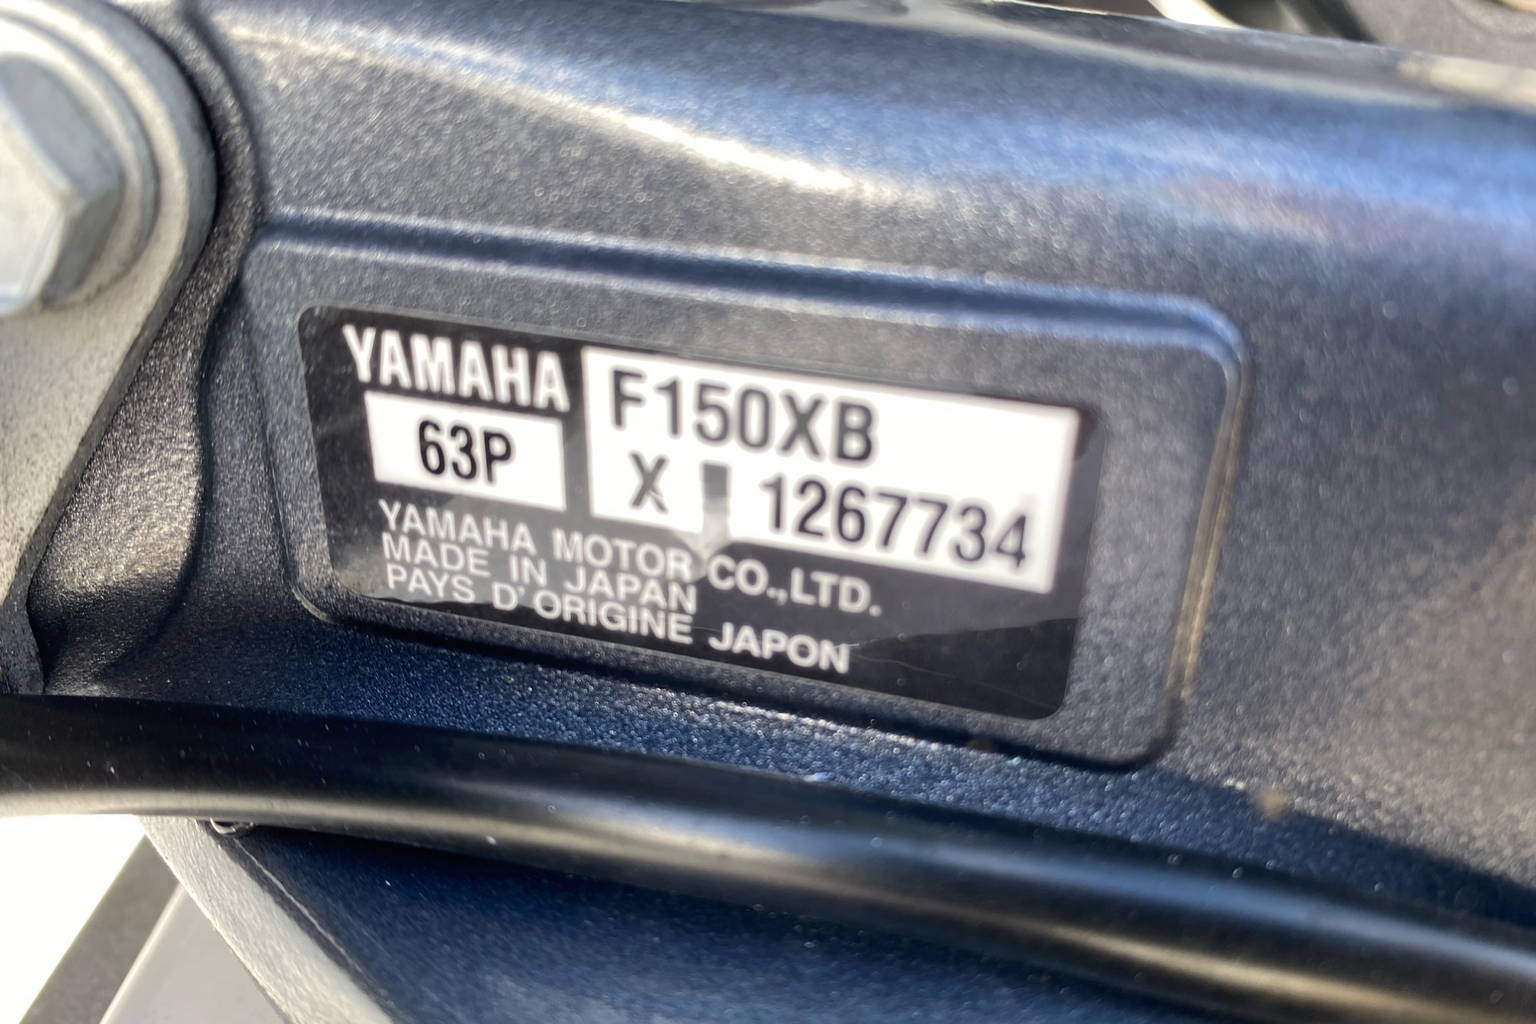 YAMAHA
63P
F150XB
X 1267734
YAMAHA MOTOR CO.,LTD.
MADE IN JAPAN
PAYS D'ORIGINE JAPON